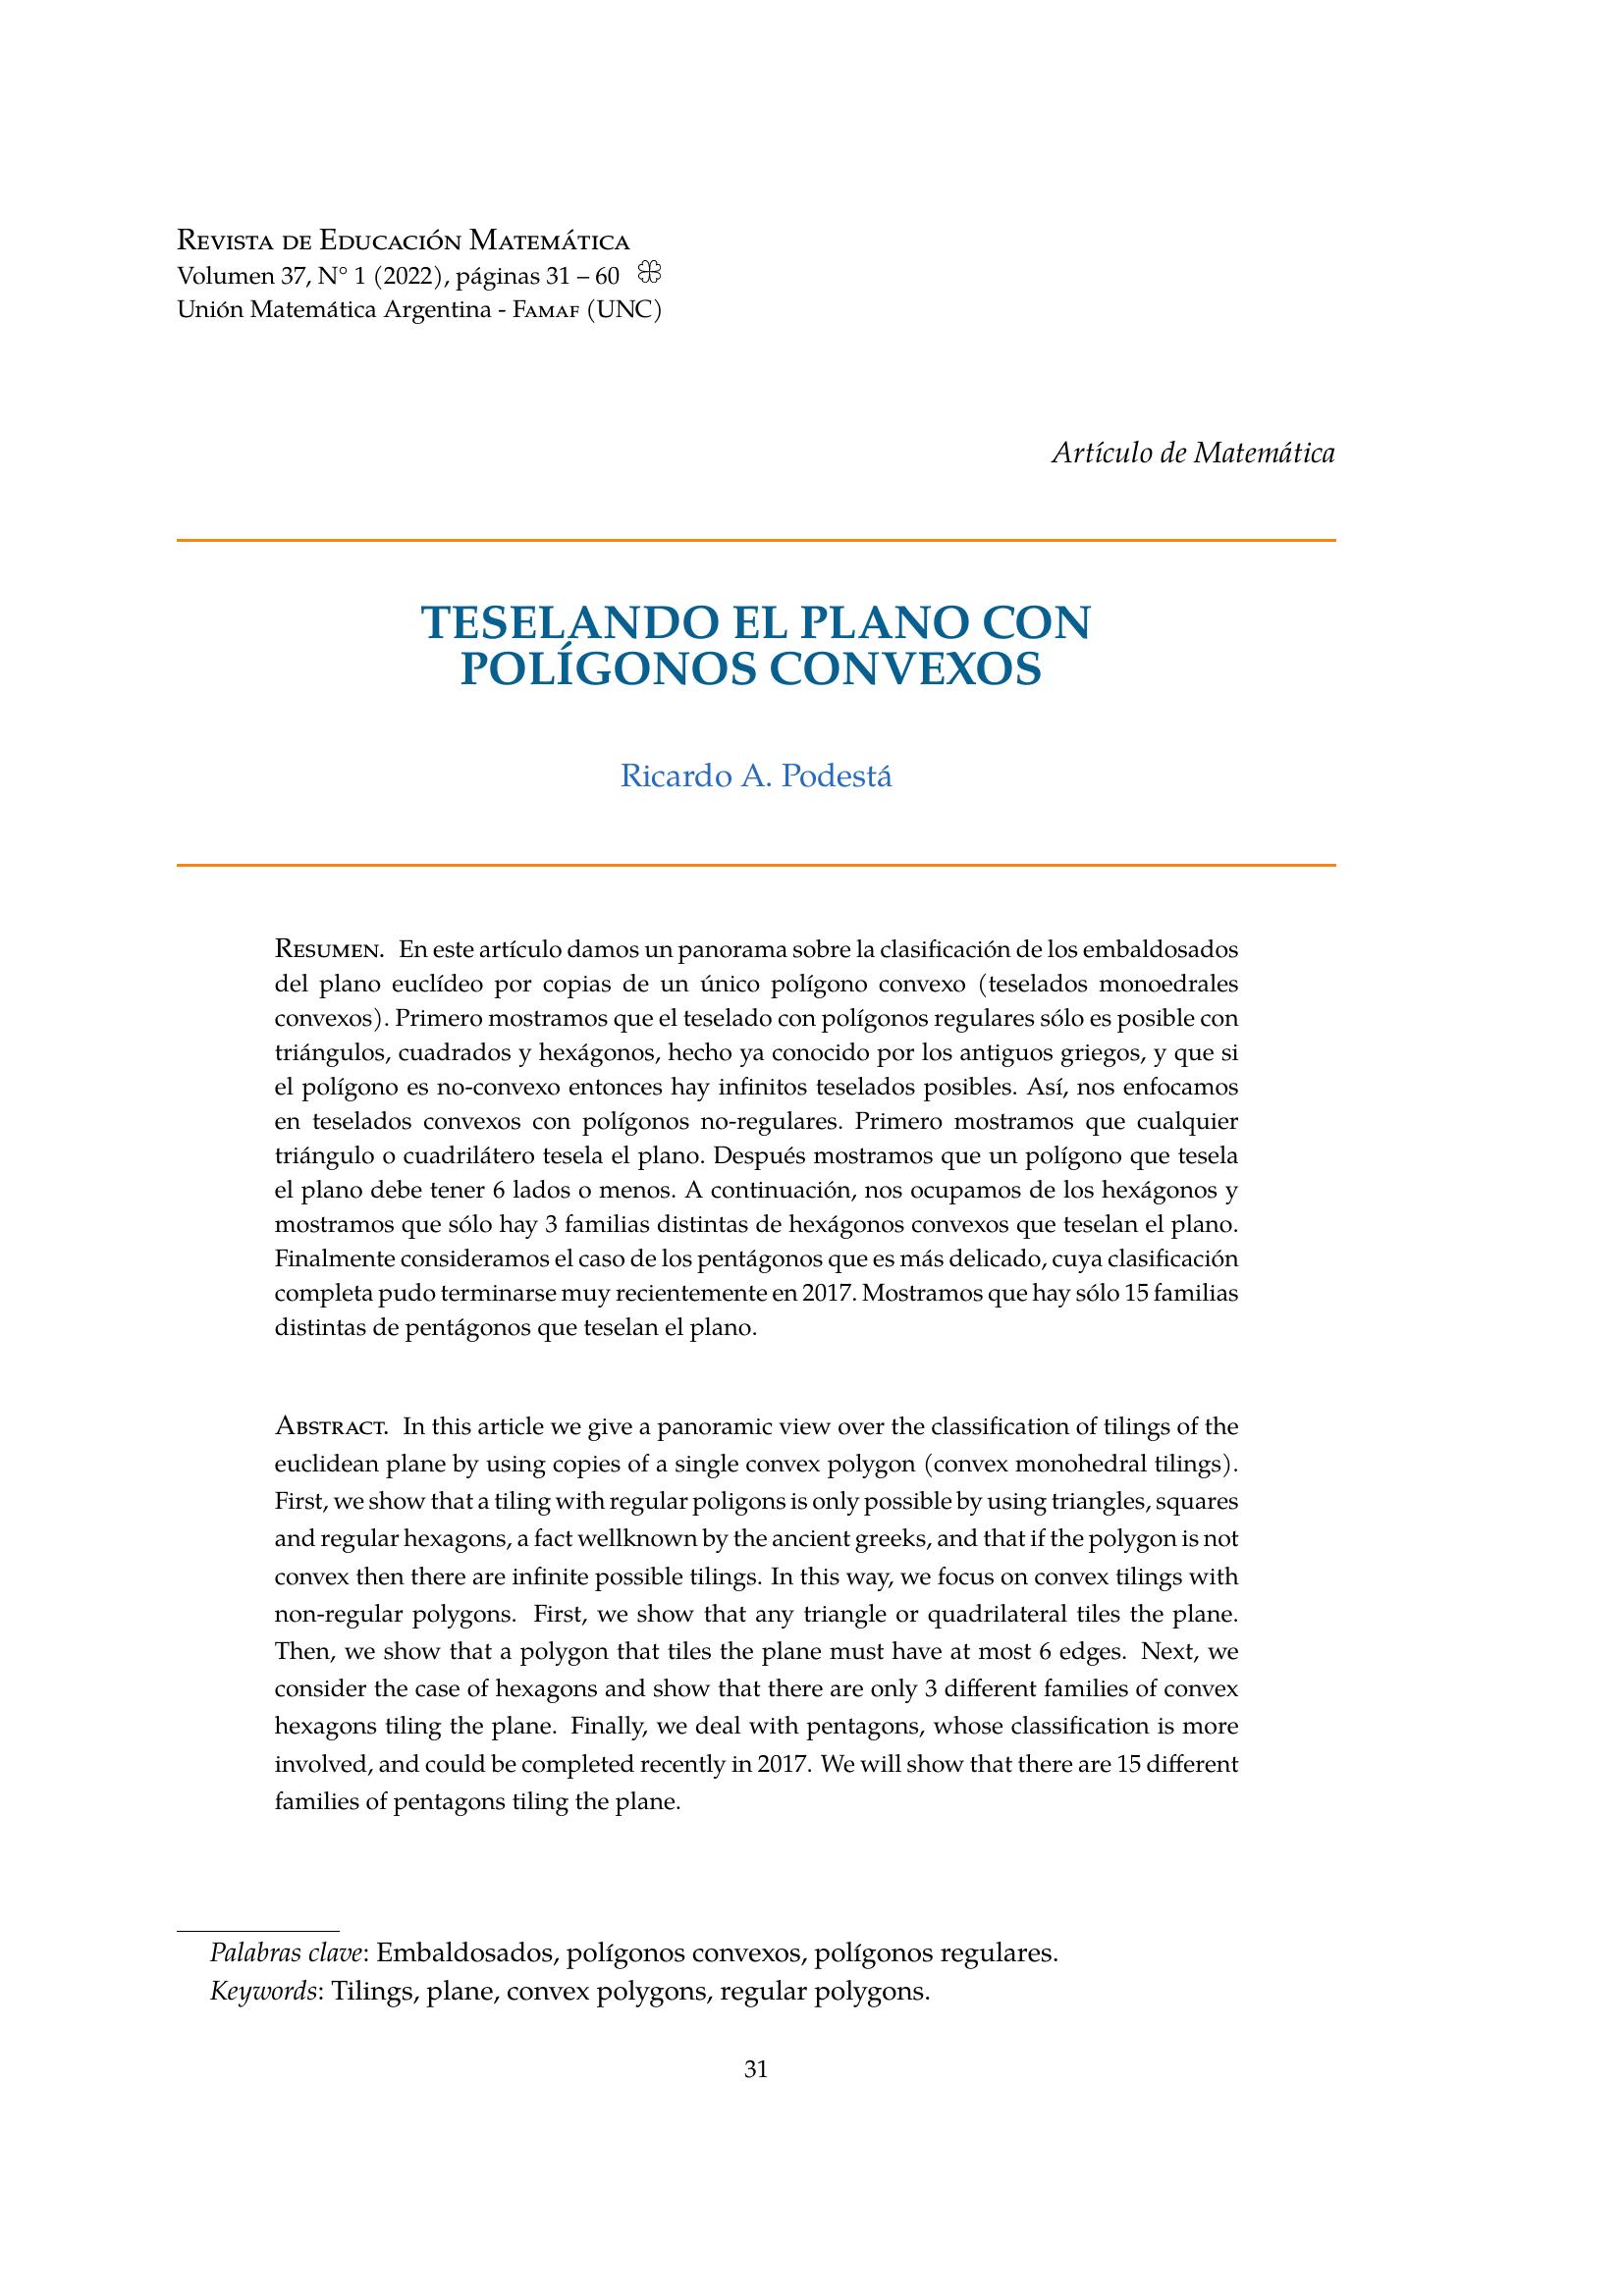 REVISTA DE EDUCACIÓN MATEMÁTICA
Volumen 37, N° 1 (2022), páginas 31 – 60
Unión Matemática Argentina - FAMAF (UNC)
Artículo de Matemática
TESELANDO EL PLANO CON
POLÍGONOS CONVEXOS
Ricardo A. Podestá
RESUMEN. En este artículo damos un panorama sobre la clasificación de los embaldosados
del plano euclídeo por copias de un único polígono convexo (teselados monoedrales
convexos). Primero mostramos que el teselado con polígonos regulares sólo es posible con
triángulos, cuadrados y hexágonos, hecho ya conocido por los antiguos griegos, y que si
el polígono es no-convexo entonces hay infinitos teselados posibles. Así, nos enfocamos
en teselados convexos con polígonos no-regulares. Primero mostramos que cualquier
triángulo o cuadrilátero tesela el plano. Después mostramos que un polígono que tesela
el plano debe tener 6 lados o menos. A continuación, nos ocupamos de los hexágonos y
mostramos que sólo hay 3 familias distintas de hexágonos convexos que teselan el plano.
Finalmente consideramos el caso de los pentágonos que es más delicado, cuya clasificación
completa pudo terminarse muy recientemente en 2017. Mostramos que hay sólo 15 familias
distintas de pentágonos que teselan el plano.
ABSTRACT. In this article we give a panoramic view over the classification of tilings of the
euclidean plane by using copies of a single convex polygon (convex monohedral tilings).
First, we show that a tiling with regular poligons is only possible by using triangles, squares
and regular hexagons, a fact wellknown by the ancient greeks, and that if the polygon is not
convex then there are infinite possible tilings. In this way, we focus on convex tilings with
non-regular polygons. First, we show that any triangle or quadrilateral tiles the plane.
Then, we show that a polygon that tiles the plane must have at most 6 edges. Next, we
consider the case of hexagons and show that there are only 3 different families of convex
hexagons tiling the plane. Finally, we deal with pentagons, whose classification is more
involved, and could be completed recently in 2017. We will show that there are 15 different
families of pentagons tiling the plane.
Palabras clave: Embaldosados, polígonos convexos, polígonos regulares.
Keywords: Tilings, plane, convex polygons, regular polygons.
31